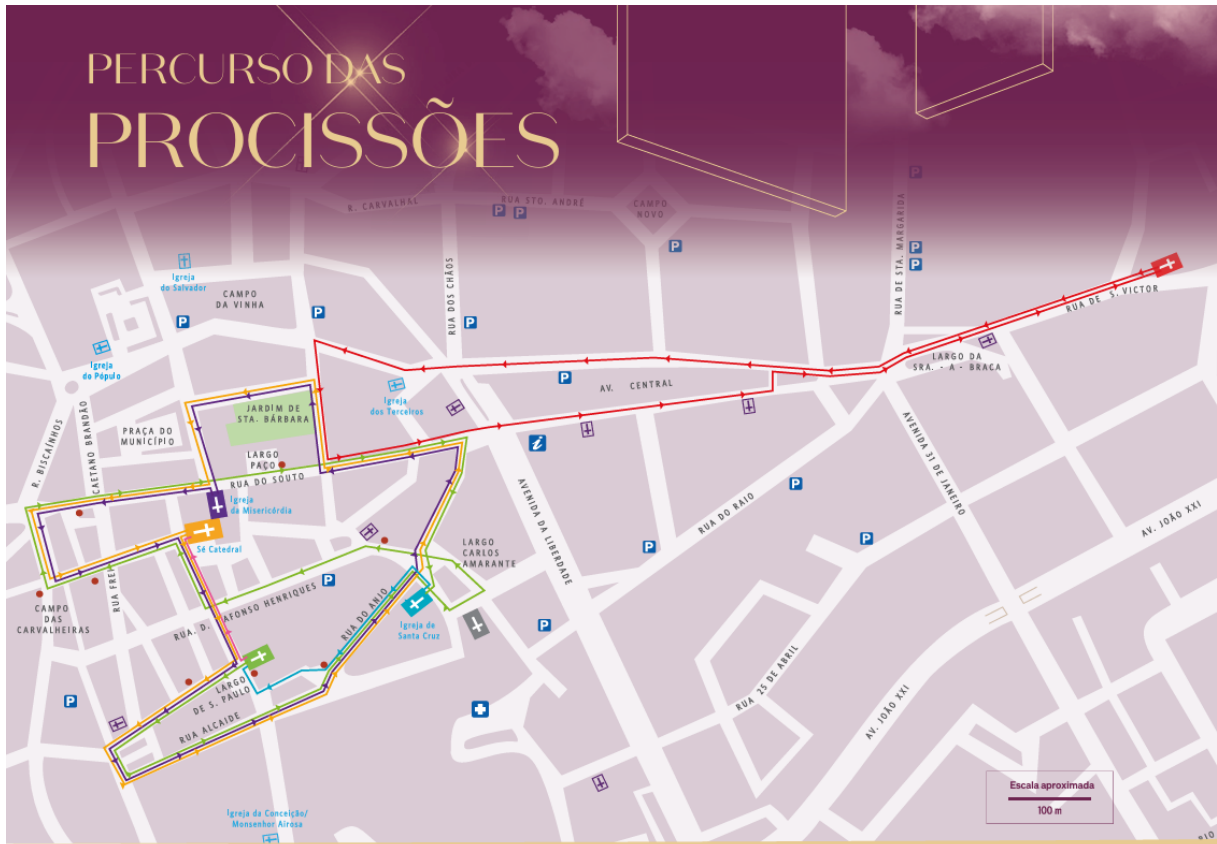 PERCURSO DAS
PROCISSÕES
R. CARVALHAL
RUA STO. ANDRÉ
CAMPO
NOVO
P
P
P
P
P
P
RUA DE STA. MARGARIDA
RUA DOS CHÃOS
Igreja
do Salvador
CAMPO
DA VINHA
P
P
P
RUA DE S. VICTOR
LARGO DA
SRA. - A - BRACA
Igreja
do Pópulo
P
AV. CENTRAL
Igreja
dos Terceiros
JARDIM DE
STA. BÁRBARA
PRAÇA DO
MUNICÍPIO
R. BISCAÍNHOS
CAETANO BRANDÃO
LARGO
PAÇO
RUA DO SOUTO
i
AVENIDA 31 DE JANEIRO
AVENIDA DA LIBERDADE
P
RUA DO RAIO
Igreja
da Misericórdia
AV. JOÃO XXI
Sé Catedral
P
P
LARGO
CARLOS
AMARANTE
P
RUA. D. AFONSO HENRIQUES
RUA FREI
CAMPO
DAS
CARVALHEIRAS
RUA DO ANJO
Igreja de
Santa Cruz
P
LARGO
DE S. PAULO
P
RUA ALCAIDE
RUA 25 DE ABRIL
AV. JOÃO XXI
Igreja da Conceição/
Monsenhor Airosa
Escala aproximada
100 m